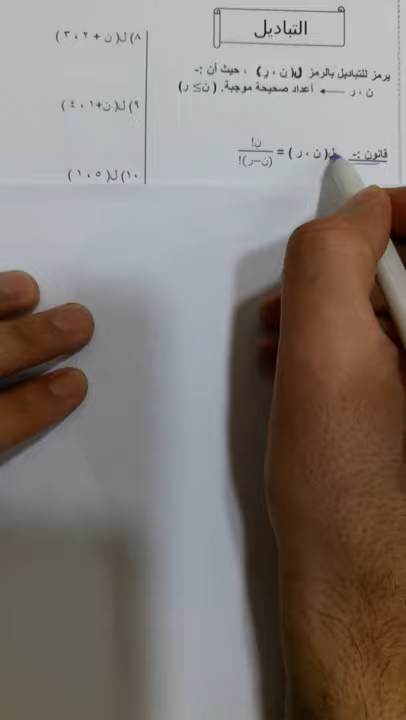 التباديل
يرمز للتباديل بالرمز ل(ن ، ر) ، حيث أن :-
ن ، ر ← أعداد صحيحة موجبة. (ن ≥ ر)
قانون :- ل(ن ، ر) = ن! / (ن-ر)!
٨) ل(ن + ٢ ، ٣)
٩) ل(ن+١ ، ٤)
١٠) ل(٥ ، ١)